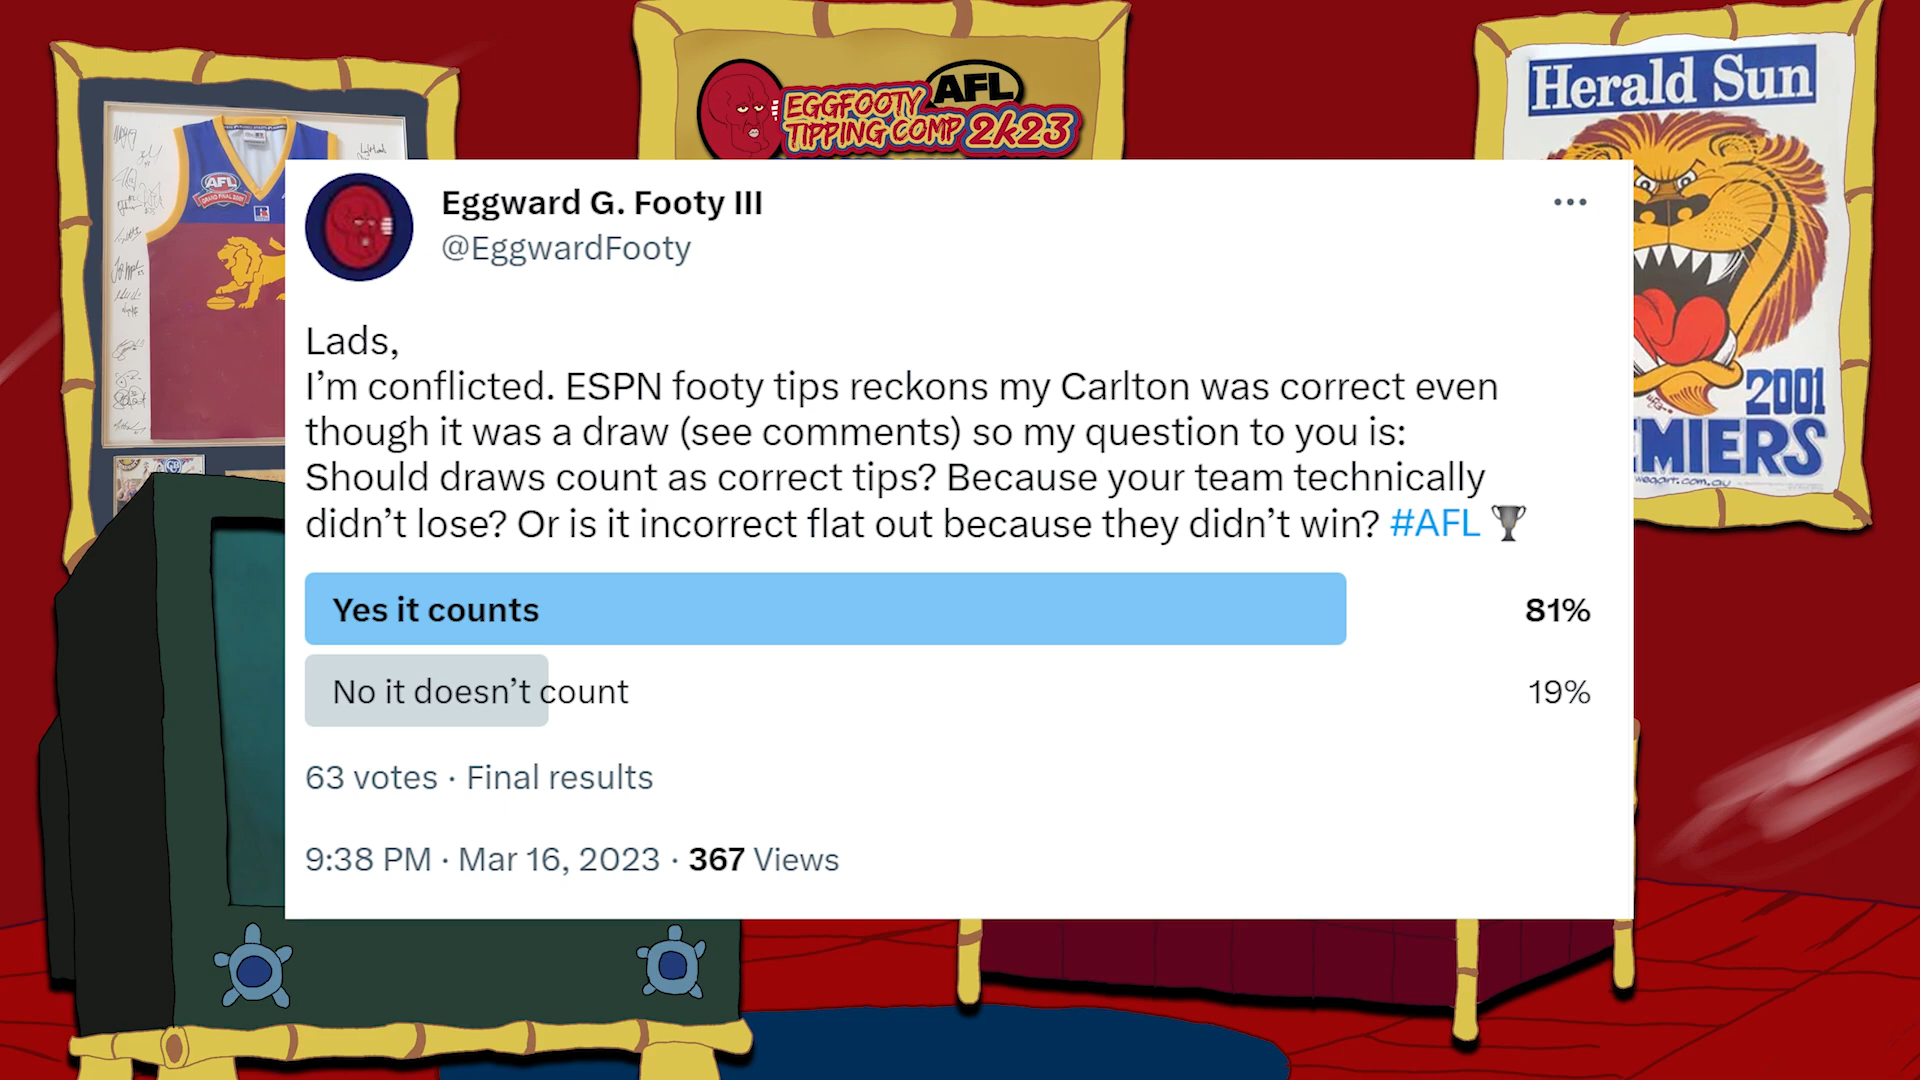 AFL
EGGFOOTY
TIPPING COMP 2K23
Herald Sun
AFL
Eggward G. Footy III
@EggwardFooty
Lads,
I'm conflicted. ESPN footy tips reckons my Carlton was correct even
though it was a draw (see comments) so my question to you is:
Should draws count as correct tips? Because your team technically
didn't lose? Or is it incorrect flat out because they didn't win? #AFL
2001
EMIERS
Yes it counts 81%
No it doesn't count 19%
63 votes · Final results
9:38 PM · Mar 16, 2023 · 367 Views